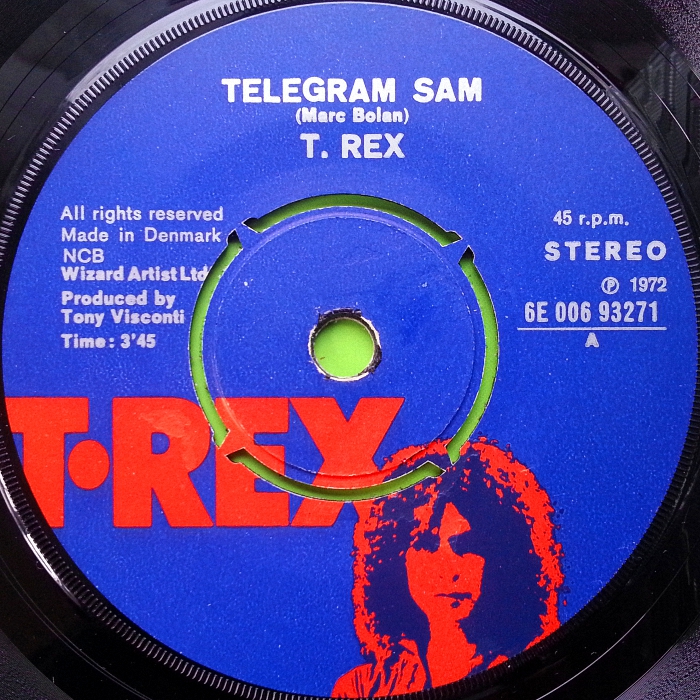 TELEGRAM SAM
(Marc Bolan)
T. REX
All rights reserved
Made in Denmark
NCB
Wizard Artist Ltd
Produced by
Tony Visconti
Time: 3'45
45 r.p.m.
STEREO
Ⓟ 1972
6E 006 93271
A
T·REX